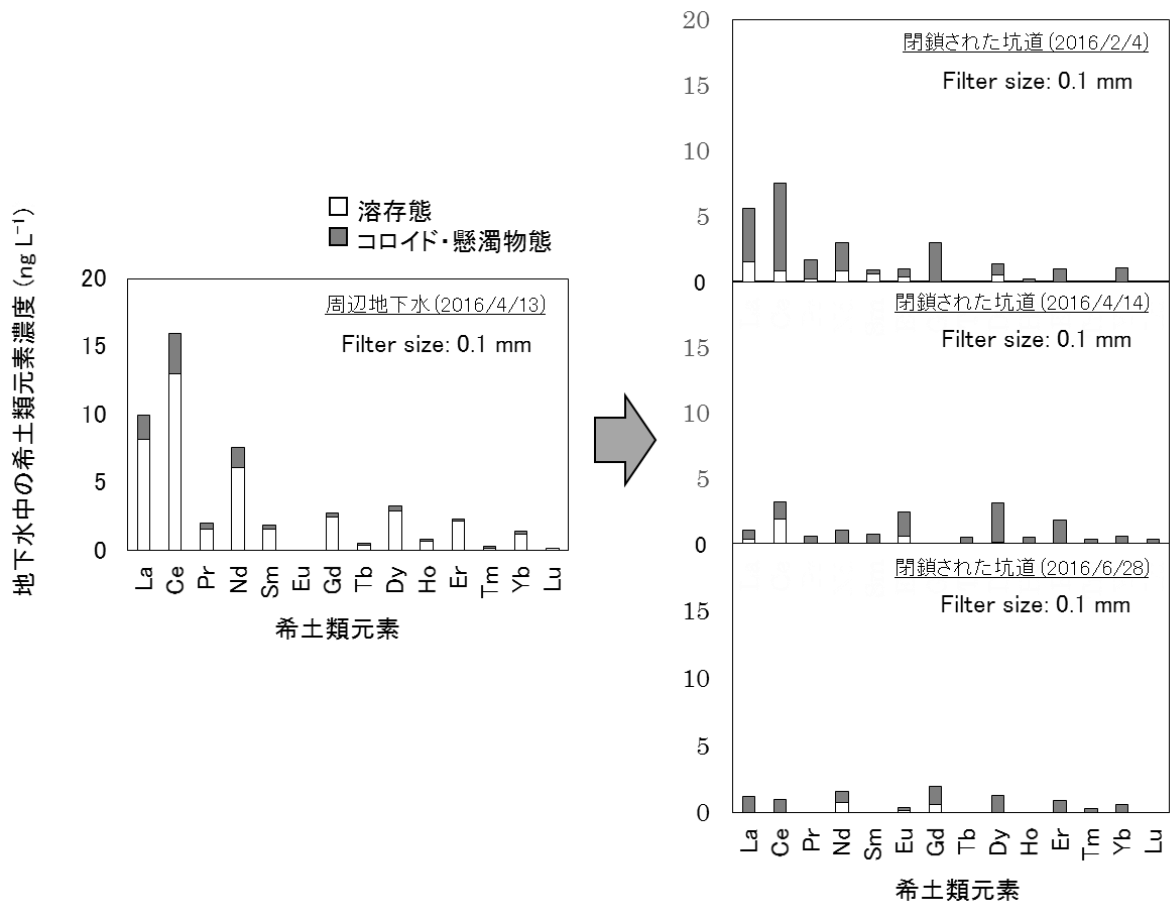 地下水中の希土類元素濃度 (ng L⁻¹)
溶存態
コロイド・懸濁物態
20
15
10
5
0
周辺地下水(2016/4/13)
Filter size: 0.1 mm
La Ce Pr Nd Sm Eu Gd Tb Dy Ho Er Tm Yb Lu
希土類元素
20
15
10
5
0
閉鎖された坑道(2016/2/4)
Filter size: 0.1 mm
15
10
5
0
閉鎖された坑道(2016/4/14)
Filter size: 0.1 mm
15
10
5
0
閉鎖された坑道(2016/6/28)
Filter size: 0.1 mm
La Ce Pr Nd Sm Eu Gd Tb Dy Ho Er Tm Yb Lu
希土類元素